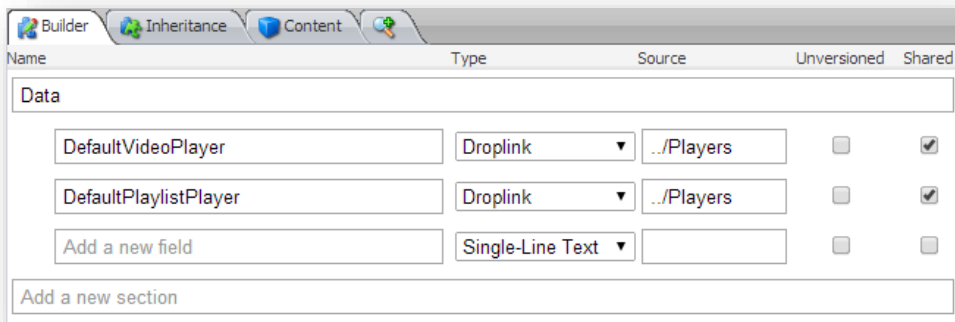 Builder Inheritance Content
Name Type Source Unversioned Shared
Data
DefaultVideoPlayer Droplink ../Players
DefaultPlaylistPlayer Droplink ../Players
Add a new field Single-Line Text
Add a new section